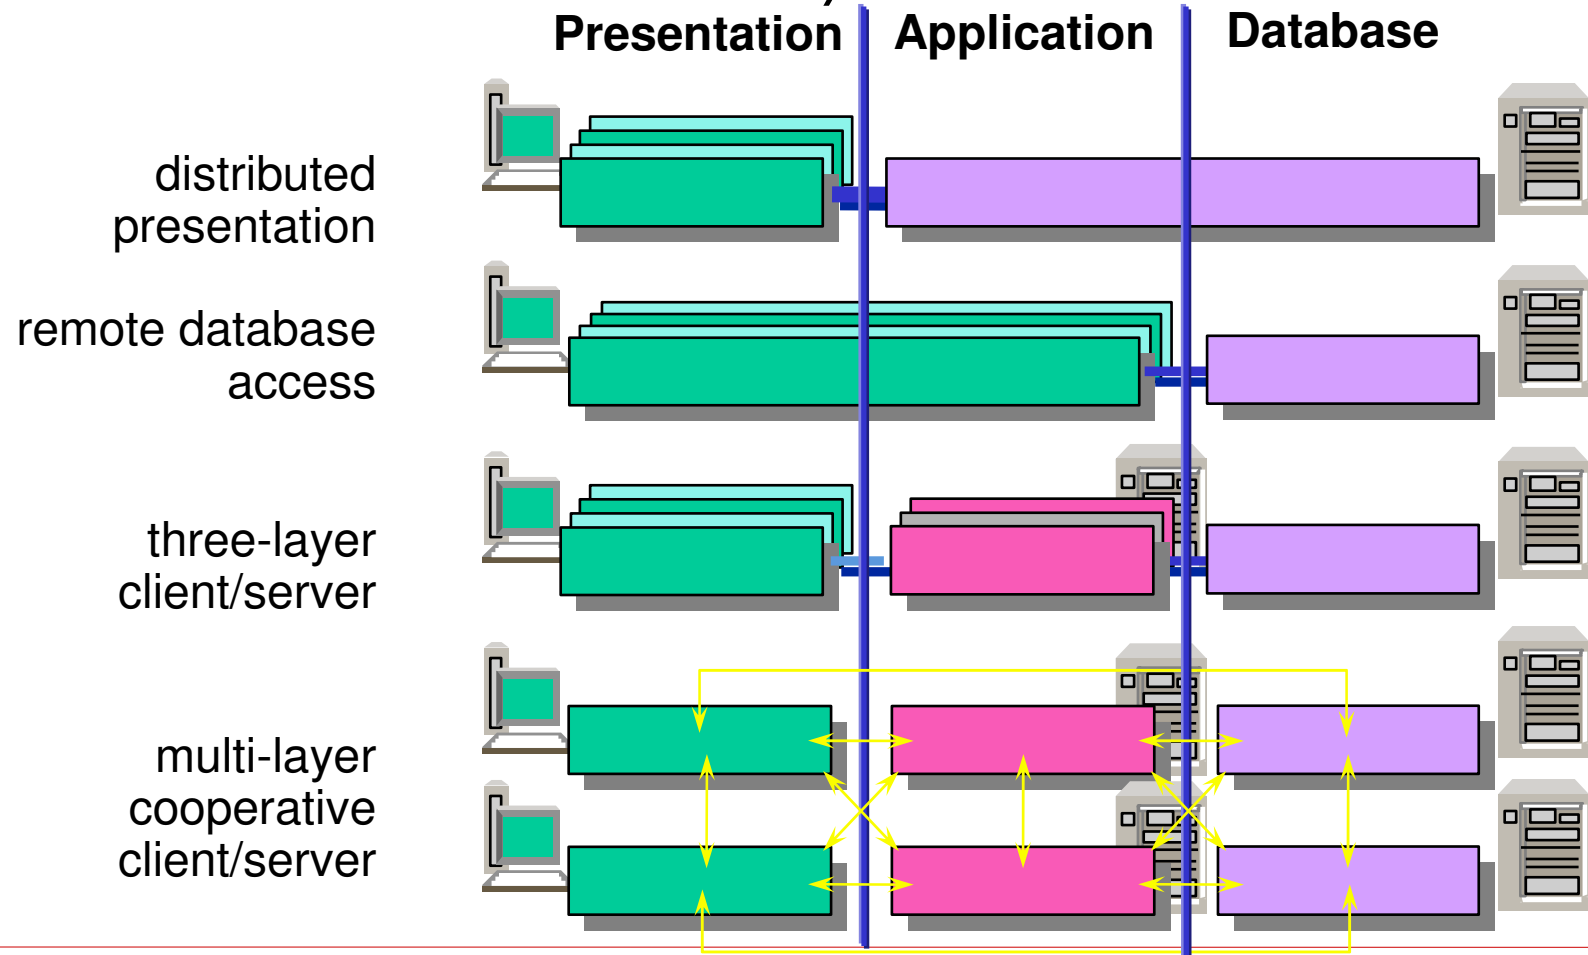 Presentation
Application
Database
distributed
presentation
remote database
access
three-layer
client/server
multi-layer
cooperative
client/server